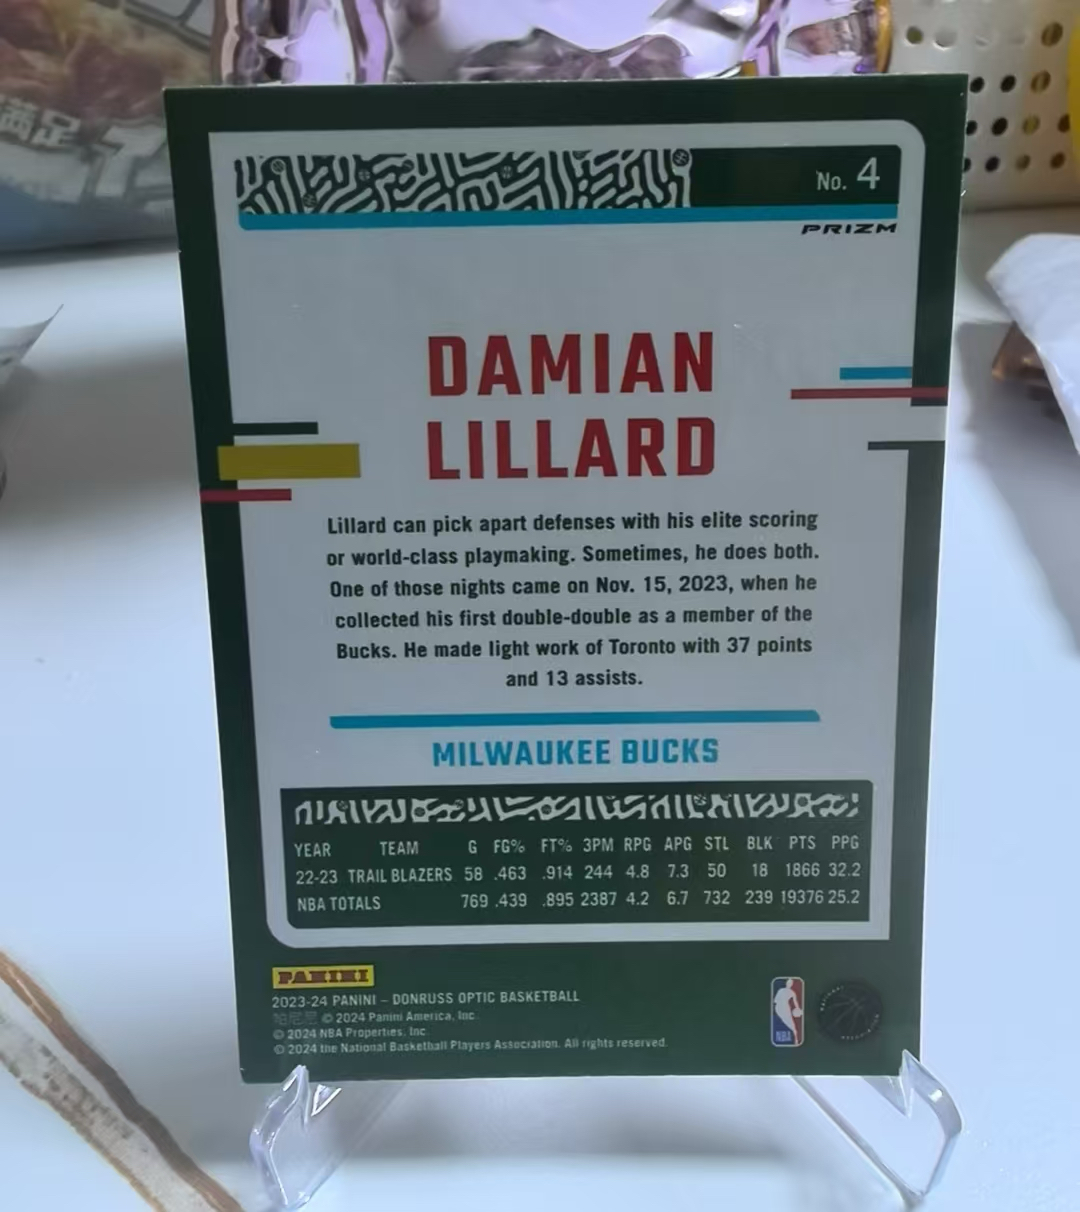 满足
No. 4
PRIZM
DAMIAN
LILLARD
Lillard can pick apart defenses with his elite scoring
or world-class playmaking. Sometimes, he does both.
One of those nights came on Nov. 15, 2023, when he
collected his first double-double as a member of the
Bucks. He made light work of Toronto with 37 points
and 13 assists.
MILWAUKEE BUCKS
YEAR TEAM G FG% FT% 3PM RPG APG STL BLK PTS PPG
22-23 TRAIL BLAZERS 58 .463 .914 244 4.8 7.3 50 18 1866 32.2
NBA TOTALS 769 .439 .895 2387 4.2 6.7 732 239 19376 25.2
PANINI
2023-24 PANINI – DONRUSS OPTIC BASKETBALL
帕尼尼 © 2024 Panini America, Inc.
© 2024 NBA Properties, Inc.
© 2024 the National Basketball Players Association. All rights reserved.
NBA